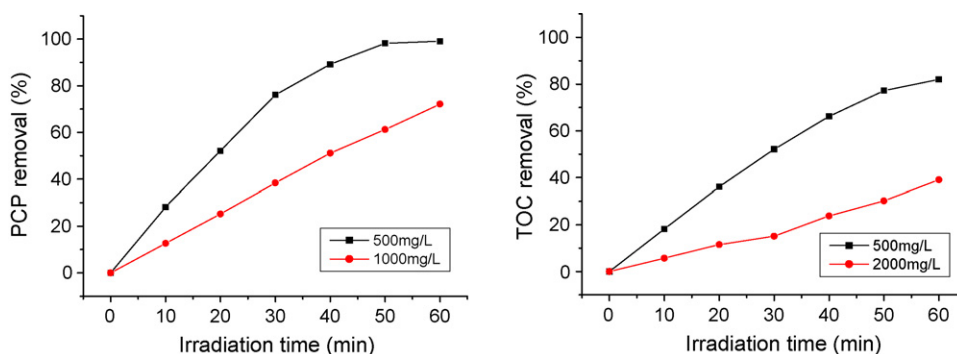 PCP removal (%)
100
80
60
40
20
0
500mg/L
1000mg/L
0 10 20 30 40 50 60
Irradiation time (min)
TOC removal (%)
100
80
60
40
20
0
500mg/L
2000mg/L
0 10 20 30 40 50 60
Irradiation time (min)